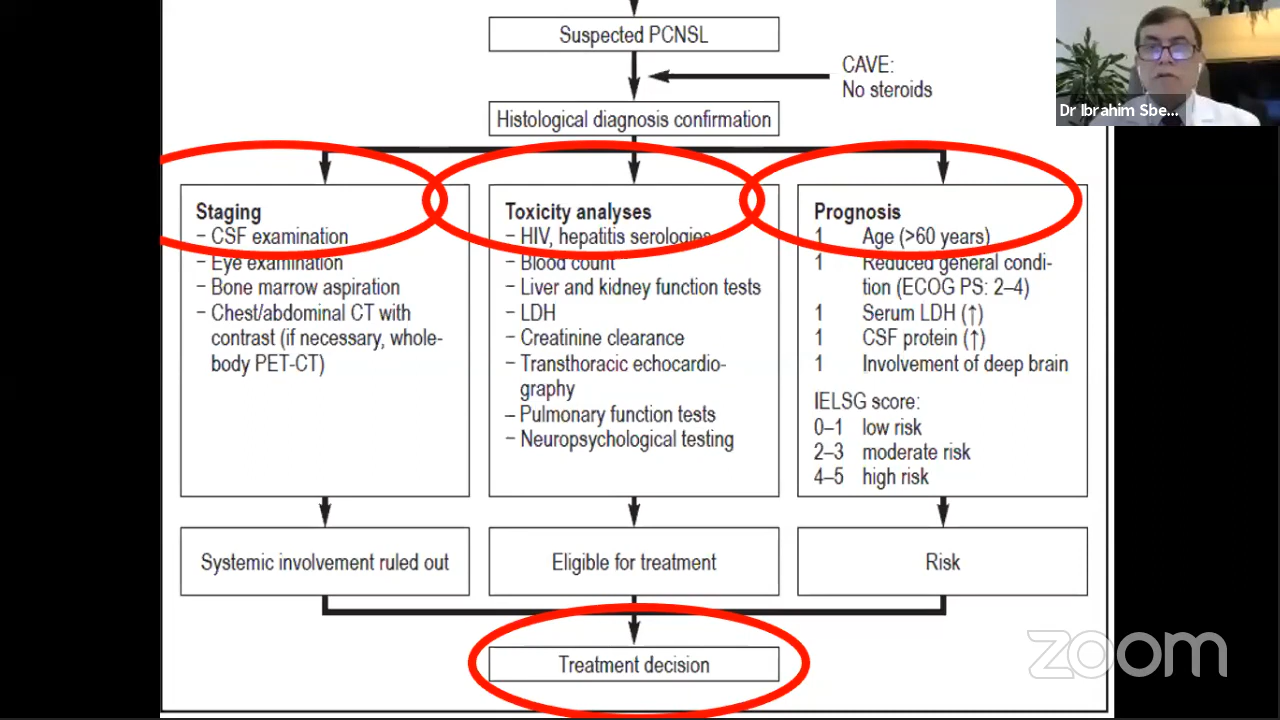 Suspected PCNSL
CAVE:
No steroids
Histological diagnosis confirmation
Staging
– CSF examination
– Eye examination
– Bone marrow aspiration
– Chest/abdominal CT with
contrast (if necessary, whole-
body PET-CT)
Toxicity analyses
– HIV, hepatitis serologies
– Blood count
– Liver and kidney function tests
– LDH
– Creatinine clearance
– Transthoracic echocardio-
graphy
– Pulmonary function tests
– Neuropsychological testing
Prognosis
1 Age (>60 years)
1 Reduced general condi-
tion (ECOG PS: 2–4)
1 Serum LDH (↑)
1 CSF protein (↑)
1 Involvement of deep brain
IELSG score:
0–1 low risk
2–3 moderate risk
4–5 high risk
Systemic involvement ruled out
Eligible for treatment
Risk
Treatment decision
Dr Ibrahim Sbe...
zoom